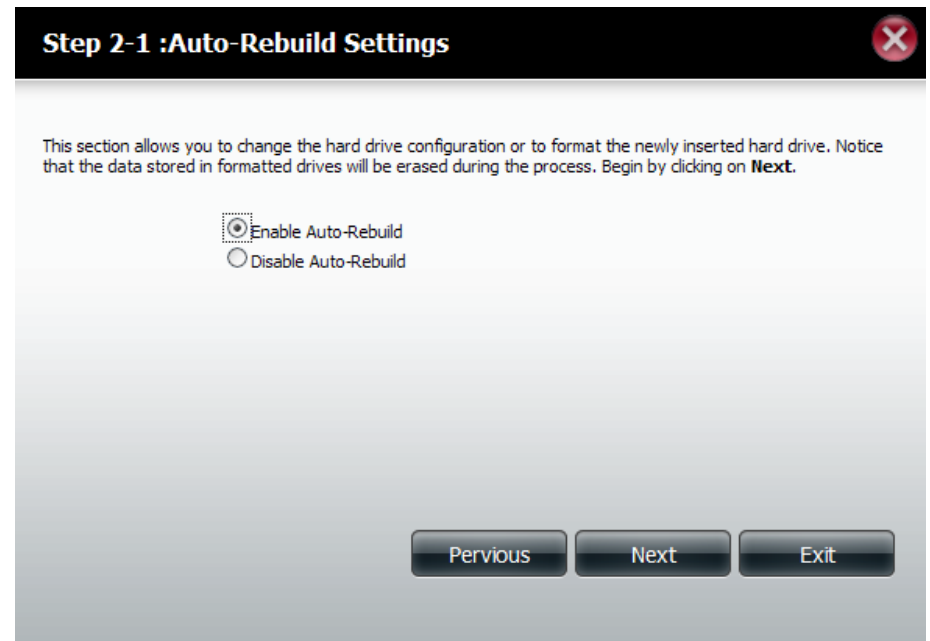 Step 2-1 :Auto-Rebuild Settings
This section allows you to change the hard drive configuration or to format the newly inserted hard drive. Notice
that the data stored in formatted drives will be erased during the process. Begin by clicking on Next.
Enable Auto-Rebuild
Disable Auto-Rebuild
Pervious Next Exit